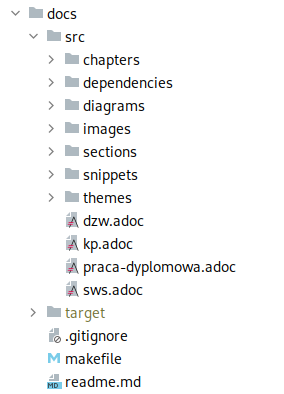 docs
src
chapters
dependencies
diagrams
images
sections
snippets
themes
dzw.adoc
kp.adoc
praca-dyplomowa.adoc
sws.adoc
target
.gitignore
M makefile
MD readme.md